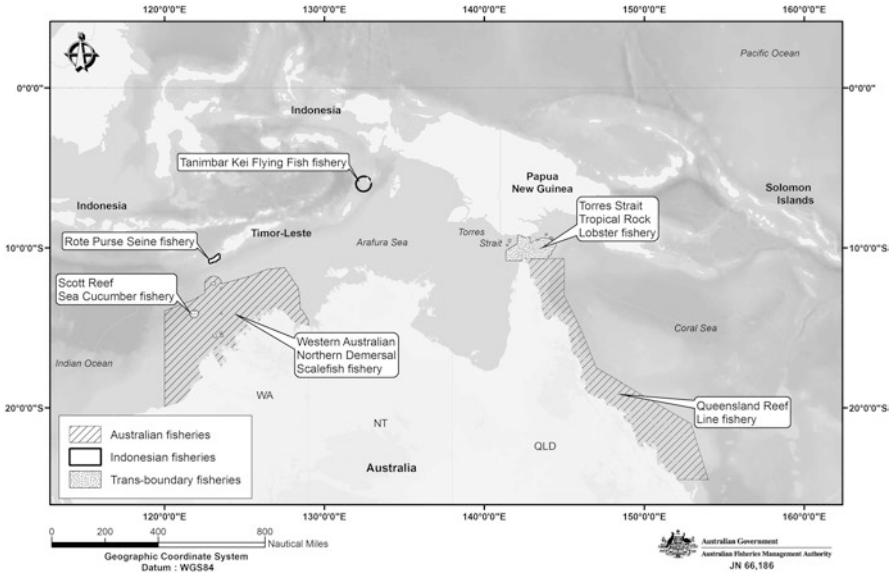 120°0'0"E
130°0'0"E
140°0'0"E
150°0'0"E
160°0'0"E
Pacific Ocean
0°0'0"
0°0'0"
Indonesia
Tanimbar Kei Flying Fish fishery
Papua
New Guinea
Solomon
Islands
Indonesia
Torres Strait
Tropical Rock
Lobster fishery
Timor-Leste
Arafura Sea
Torres
Strait
Rote Purse Seine fishery
10°0'0"S
10°0'0"S
Scott Reef
Sea Cucumber fishery
Coral Sea
Western Australian
Northern Demersal
Scalefish fishery
Indian Ocean
WA
Queensland Reef
Line fishery
20°0'0"S
20°0'0"S
NT
QLD
Australian fisheries
Indonesian fisheries
Trans-boundary fisheries
Australia
120°0'0"E
130°0'0"E
140°0'0"E
150°0'0"E
160°0'0"E
0
200
400
800
Nautical Miles
Geographic Coordinate System
Datum : WGS84
Australian Government
Australian Fisheries Management Authority
JN 66,186